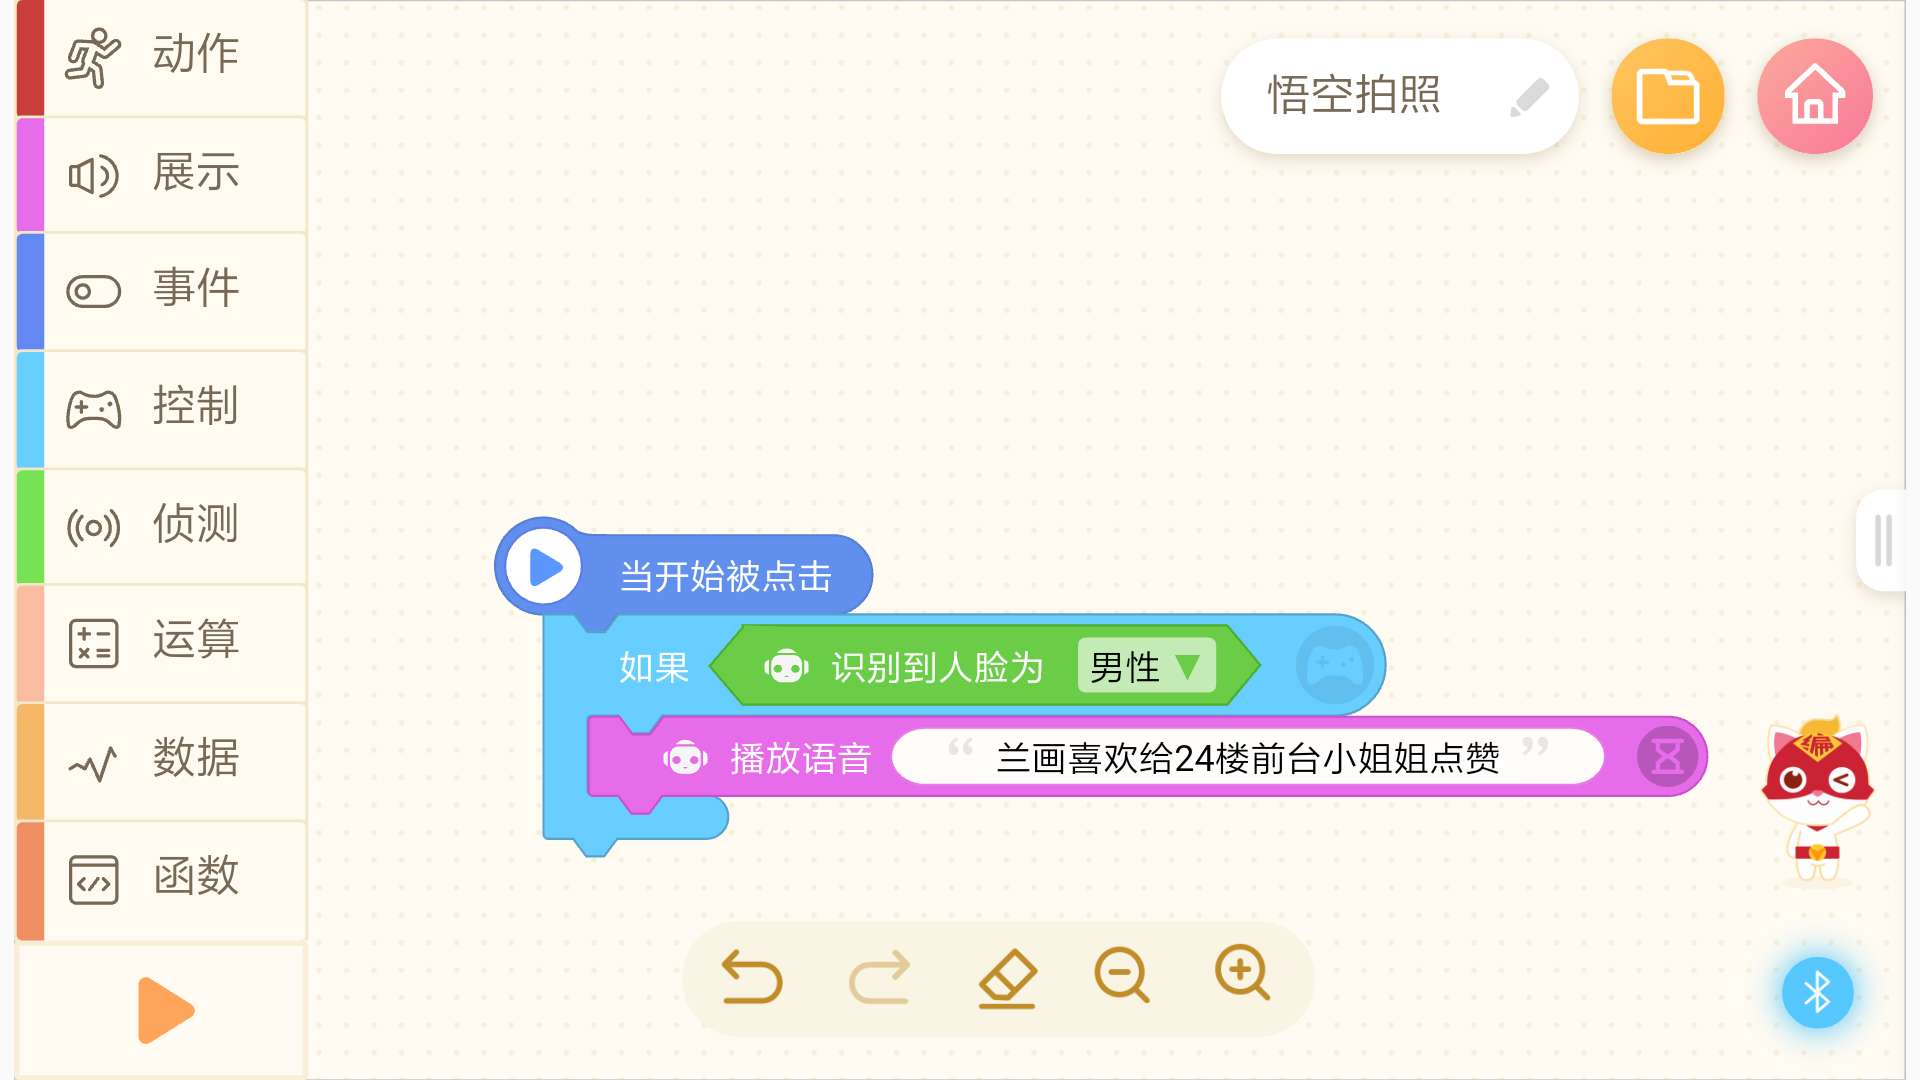 动作
展示
事件
控制
侦测
运算
数据
函数
悟空拍照
当开始被点击
如果 识别到人脸为 男性
播放语音 “ 兰画喜欢给24楼前台小姐姐点赞 ”
编